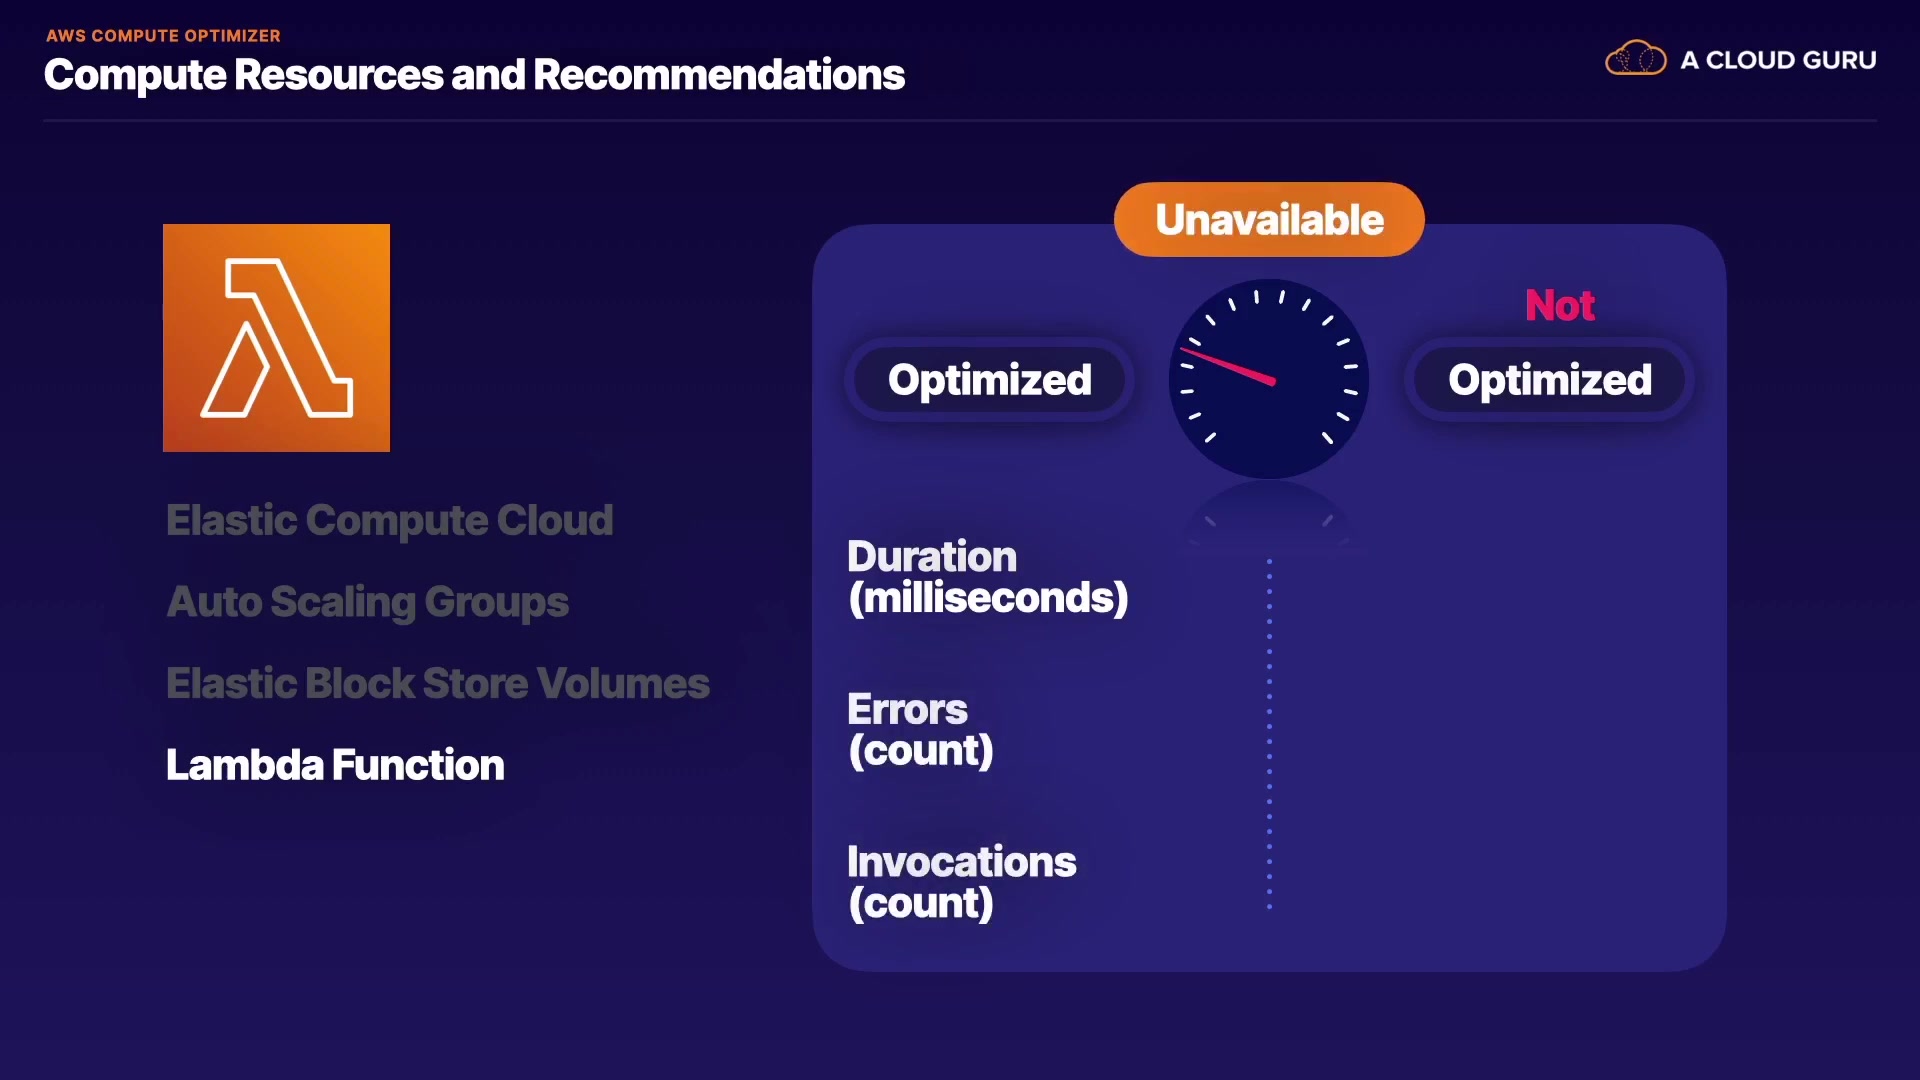 AWS COMPUTE OPTIMIZER
Compute Resources and Recommendations
A CLOUD GURU
Elastic Compute Cloud
Auto Scaling Groups
Elastic Block Store Volumes
Lambda Function
Unavailable
Optimized
Not
Optimized
Duration
(milliseconds)
Errors
(count)
Invocations
(count)